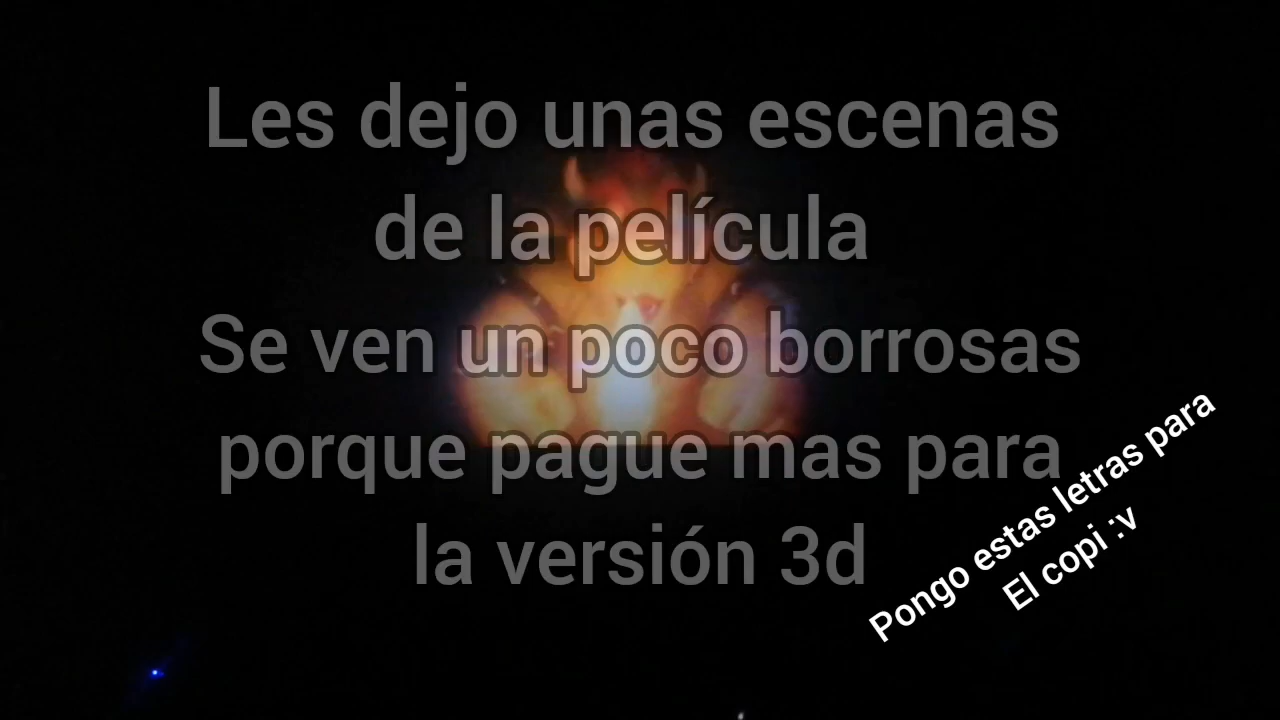 Les dejo unas escenas
de la película
Se ven un poco borrosas
porque pague mas para
la versión 3d
Pongo estas letras para
El copi :v